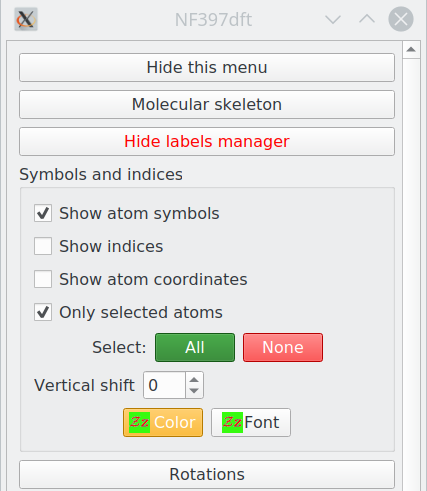 NF397dft
Hide this menu
Molecular skeleton
Hide labels manager
Symbols and indices
Show atom symbols
Show indices
Show atom coordinates
Only selected atoms
Select: All None
Vertical shift 0
Zz Color Zz Font
Rotations